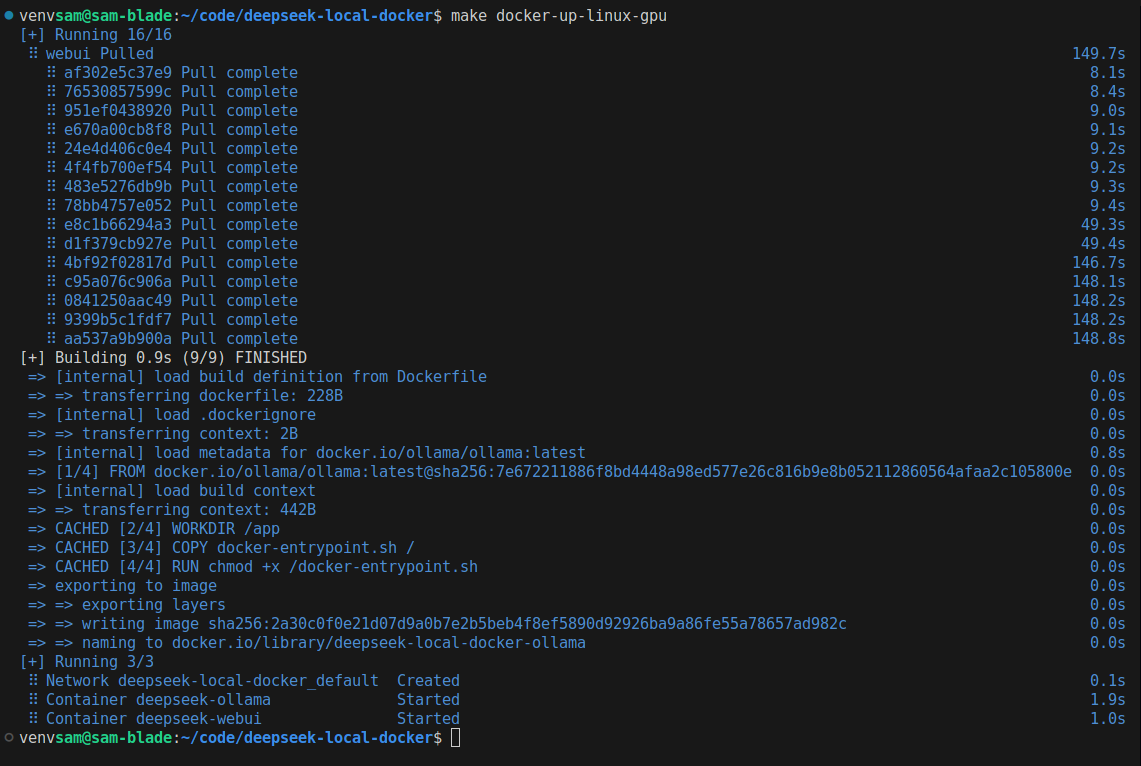 venvsam@sam-blade:~/code/deepseek-local-docker$ make docker-up-linux-gpu
[+] Running 16/16
⠿ webui Pulled 149.7s
⠿ af302e5c37e9 Pull complete 8.1s
⠿ 76530857599c Pull complete 8.4s
⠿ 951ef0438920 Pull complete 9.0s
⠿ e670a00cb8f8 Pull complete 9.1s
⠿ 24e4d406c0e4 Pull complete 9.2s
⠿ 4f4fb700ef54 Pull complete 9.2s
⠿ 483e5276db9b Pull complete 9.3s
⠿ 78bb4757e052 Pull complete 9.4s
⠿ e8c1b66294a3 Pull complete 49.3s
⠿ d1f379cb927e Pull complete 49.4s
⠿ 4bf92f02817d Pull complete 146.7s
⠿ c95a076c906a Pull complete 148.1s
⠿ 0841250aac49 Pull complete 148.2s
⠿ 9399b5c1fdf7 Pull complete 148.2s
⠿ aa537a9b900a Pull complete 148.8s
[+] Building 0.9s (9/9) FINISHED
=> [internal] load build definition from Dockerfile 0.0s
=> => transferring dockerfile: 228B 0.0s
=> [internal] load .dockerignore 0.0s
=> => transferring context: 2B 0.0s
=> [internal] load metadata for docker.io/ollama/ollama:latest 0.8s
=> [1/4] FROM docker.io/ollama/ollama:latest@sha256:7e672211886f8bd4448a98ed577e26c816b9e8b052112860564afaa2c105800e 0.0s
=> [internal] load build context 0.0s
=> => transferring context: 442B 0.0s
=> CACHED [2/4] WORKDIR /app 0.0s
=> CACHED [3/4] COPY docker-entrypoint.sh / 0.0s
=> CACHED [4/4] RUN chmod +x /docker-entrypoint.sh 0.0s
=> exporting to image 0.0s
=> => exporting layers 0.0s
=> => writing image sha256:2a30c0f0e21d07d9a0b7e2b5beb4f8ef5890d92926ba9a86fe55a78657ad982c 0.0s
=> => naming to docker.io/library/deepseek-local-docker-ollama 0.0s
[+] Running 3/3
⠿ Network deepseek-local-docker_default Created 0.1s
⠿ Container deepseek-ollama Started 1.9s
⠿ Container deepseek-webui Started 1.0s
venvsam@sam-blade:~/code/deepseek-local-docker$